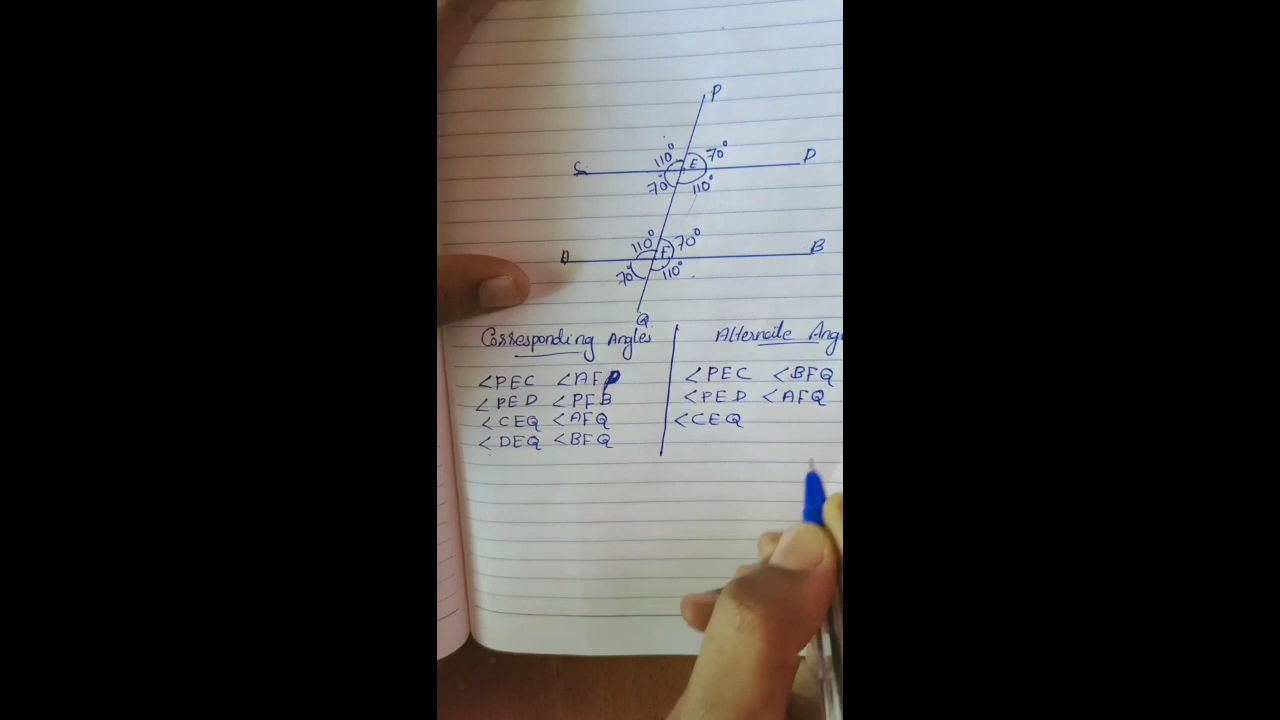 P
110° E 70° D
C
70° 110°
110° F 70° B
A
70° 110°
Q
Corresponding Angles Alternate Ang
<PEC <AFP <PEC <BFQ
<PED <PFB <PED <AFQ
<CEQ <AFQ <CEQ
<DEQ <BFQ